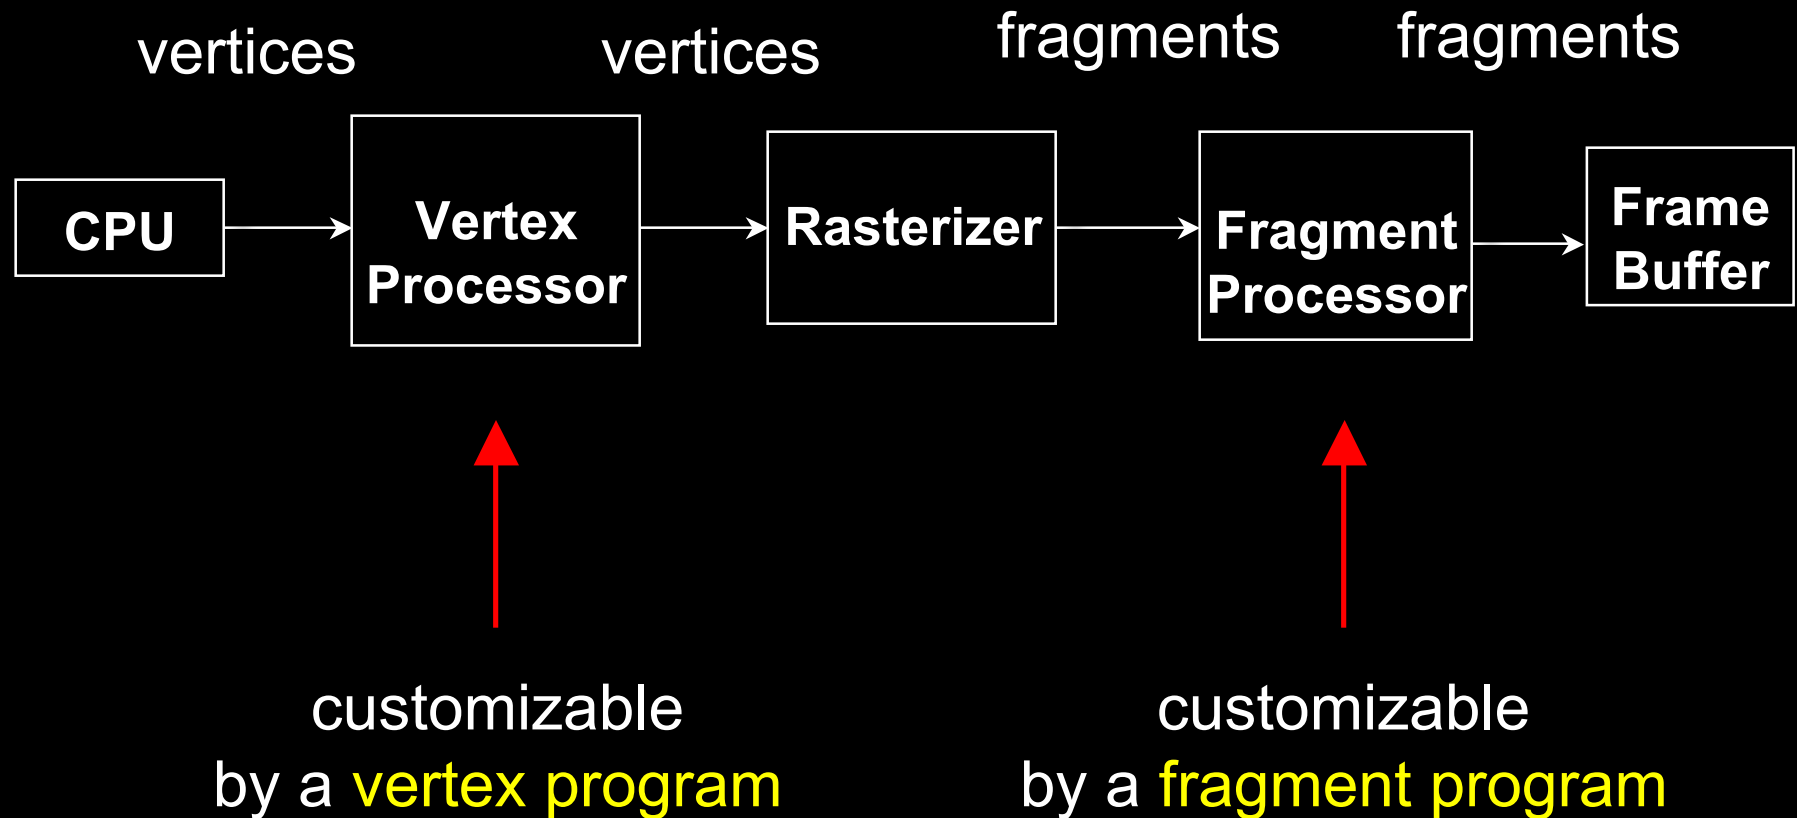 vertices
vertices
fragments
fragments
CPU
Vertex
Processor
Rasterizer
Fragment
Processor
Frame
Buffer
customizable
by a vertex program
customizable
by a fragment program